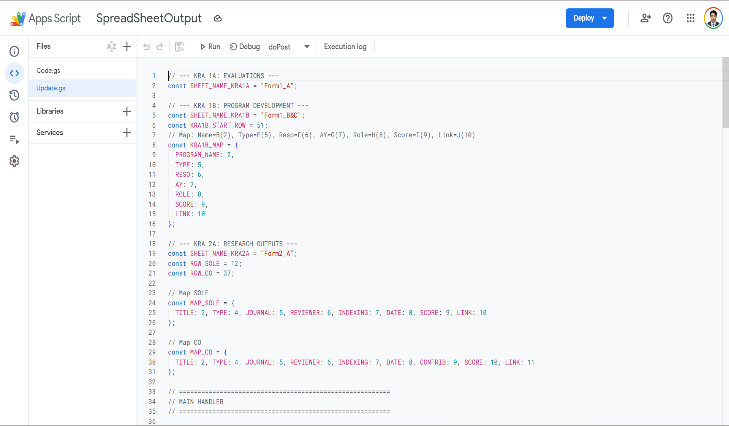 Apps Script
SpreadSheetOutput
Deploy
Files
AZ
Run
Debug
doPost
Execution log
Code.gs
Update.gs
Libraries
Services
1 // --- KRA 1A: EVALUATIONS ---
2 const SHEET_NAME_KRA1A = "Form1_A";
3
4 // --- KRA 1B: PROGRAM DEVELOPMENT ---
5 const SHEET_NAME_KRA1B = "Form1_B&C";
6 const KRA1B_START_ROW = 51;
7 // Map: Name=B(2), Type=E(5), Reso=F(6), AY=G(7), Role=H(8), Score=I(9), Link=J(10)
8 const KRA1B_MAP = {
9 PROGRAM_NAME: 2,
10 TYPE: 5,
11 RESO: 6,
12 AY: 7,
13 ROLE: 8,
14 SCORE: 9,
15 LINK: 10
16 };
17
18 // --- KRA 2A: RESEARCH OUTPUTS ---
19 const SHEET_NAME_KRA2A = "Form2_A";
20 const ROW_SOLE = 12;
21 const ROW_CO = 37;
22
23 // Map SOLE
24 const MAP_SOLE = {
25 TITLE: 2, TYPE: 4, JOURNAL: 5, REVIEWER: 6, INDEXING: 7, DATE: 8, SCORE: 9, LINK: 10
26 };
27
28 // Map CO
29 const MAP_CO = {
30 TITLE: 2, TYPE: 4, JOURNAL: 5, REVIEWER: 6, INDEXING: 7, DATE: 8, CONTRIB: 9, SCORE: 10, LINK: 11
31 };
32
33 // =========================================================
34 // MAIN HANDLER
35 // =========================================================
36